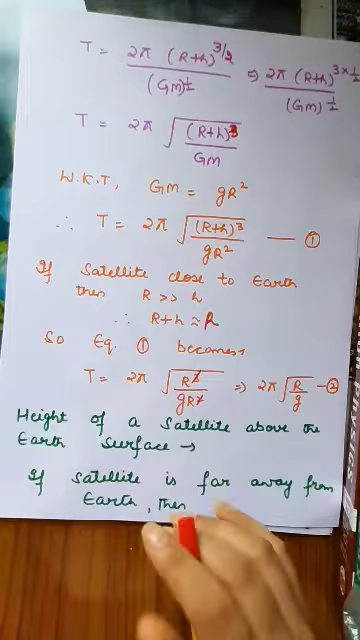 T = 2π (R+h)^3/2 / (Gm)^1/2 ⇒ 2π (R+h)^3×1/2 / (Gm)^1/2
T = 2π √((R+h)^3 / Gm)
W.K.T, Gm = gR²
∴ T = 2π √((R+h)³ / gR²) — ①
If Satellite close to Earth
then R >> h
∴ R+h ≈ R
So Eq. ① becomes
T = 2π √(R³ / gR²) ⇒ 2π √(R/g) — ②
Height of a Satellite above the
Earth Surface →
If Satellite is far away from
Earth, then